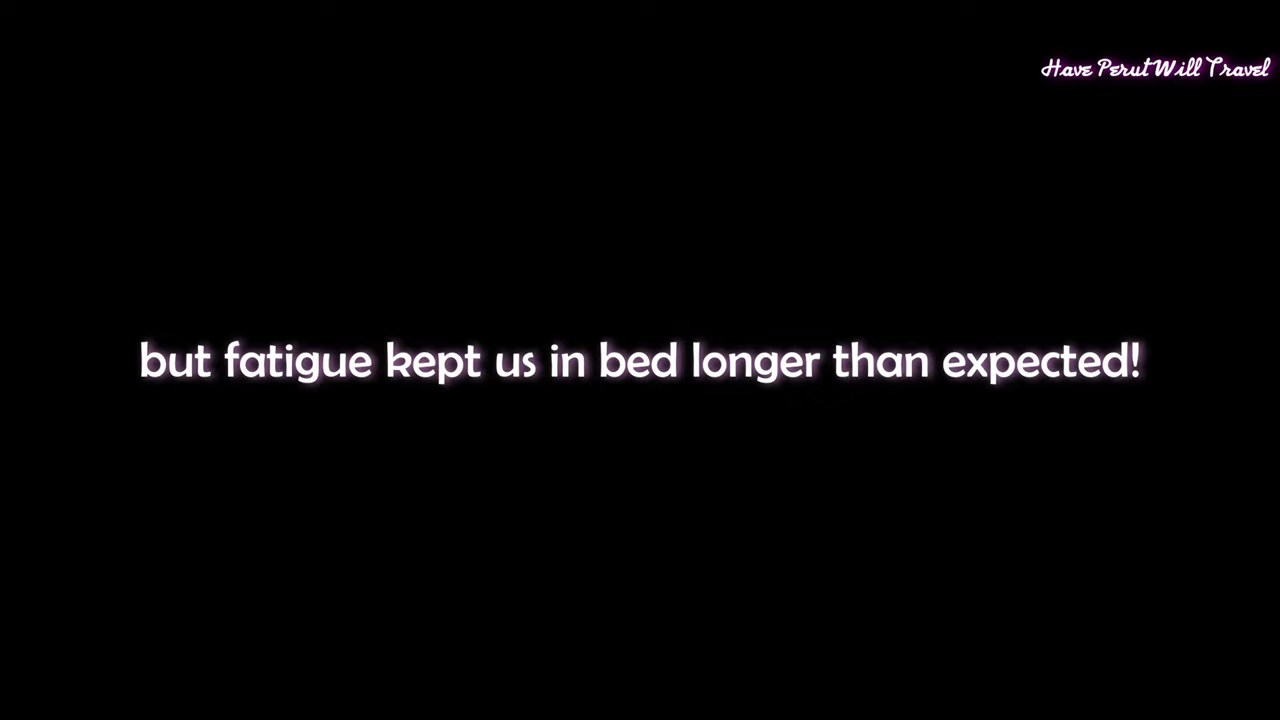 Have Perut Will Travel
but fatigue kept us in bed longer than expected!